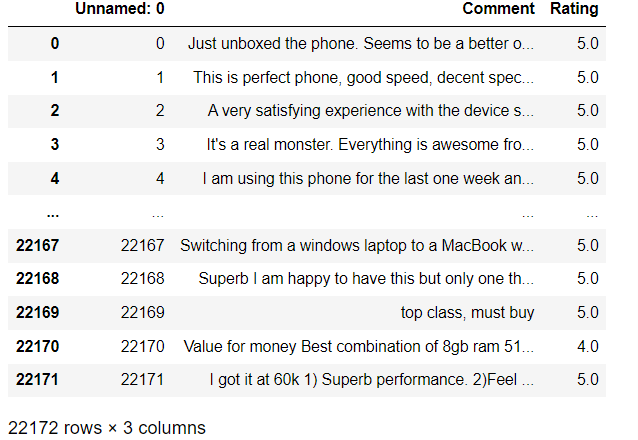 Unnamed: 0 Comment Rating
0 0 Just unboxed the phone. Seems to be a better o... 5.0
1 1 This is perfect phone, good speed, decent spec... 5.0
2 2 A very satisfying experience with the device s... 5.0
3 3 It's a real monster. Everything is awesome fro... 5.0
4 4 I am using this phone for the last one week an... 5.0
... ... ... ...
22167 22167 Switching from a windows laptop to a MacBook w... 5.0
22168 22168 Superb I am happy to have this but only one th... 5.0
22169 22169 top class, must buy 5.0
22170 22170 Value for money Best combination of 8gb ram 51... 4.0
22171 22171 I got it at 60k 1) Superb performance. 2)Feel ... 5.0
22172 rows × 3 columns